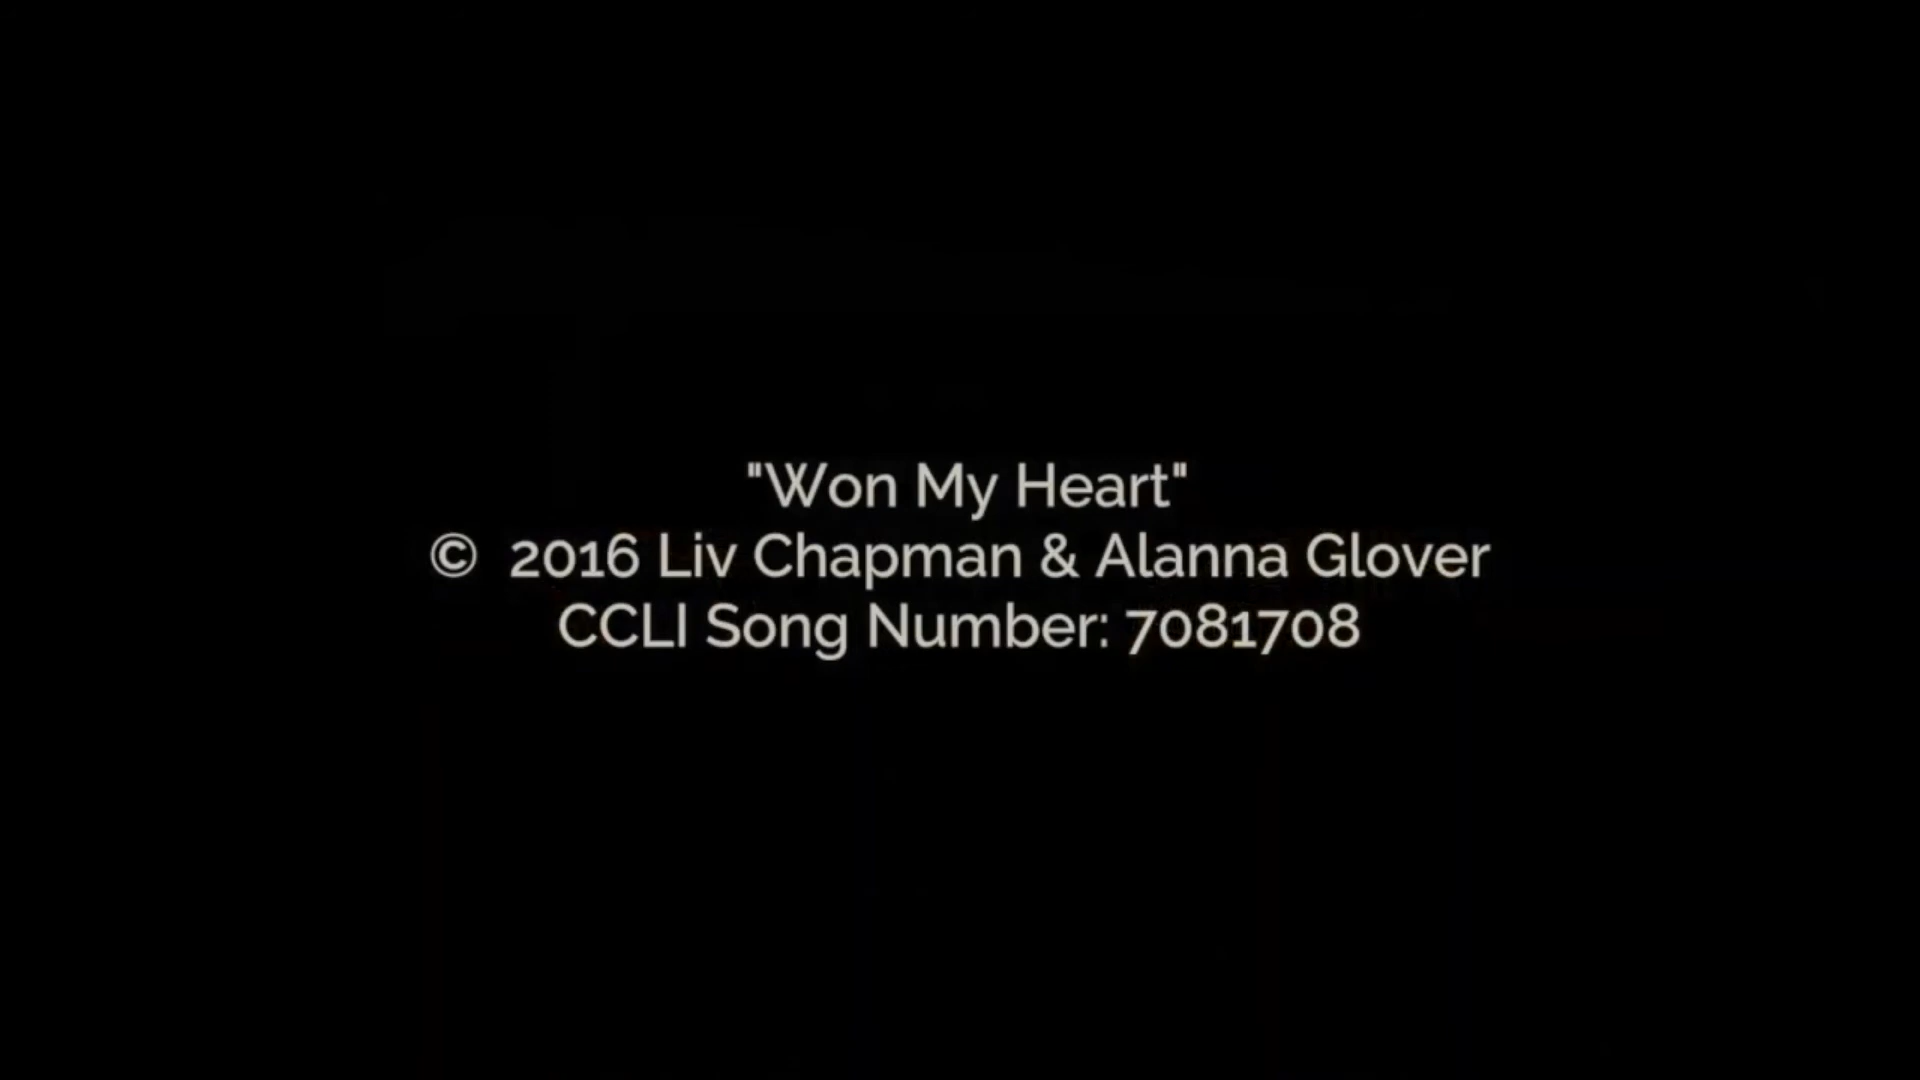 "Won My Heart"
© 2016 Liv Chapman & Alanna Glover
CCLI Song Number: 7081708